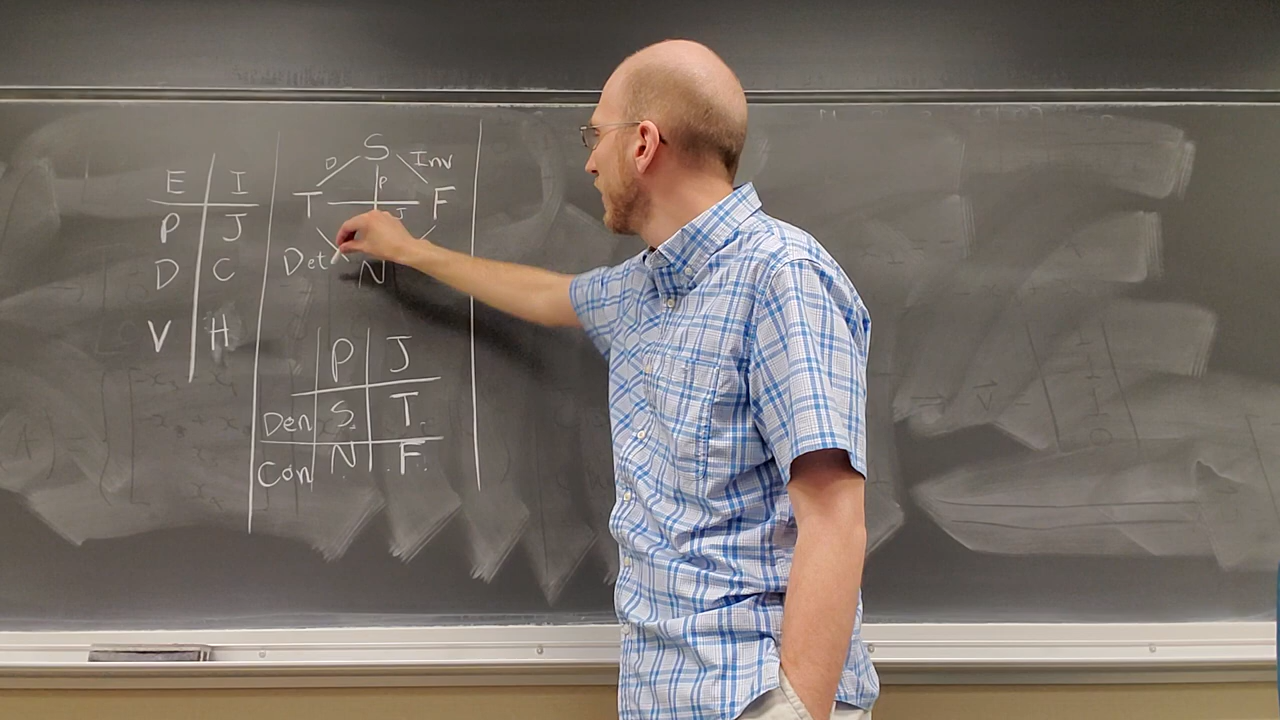 E I
P J
D C
V H
S
D Inv
P
T F
J
Det N
P J
Den S T
Con N F